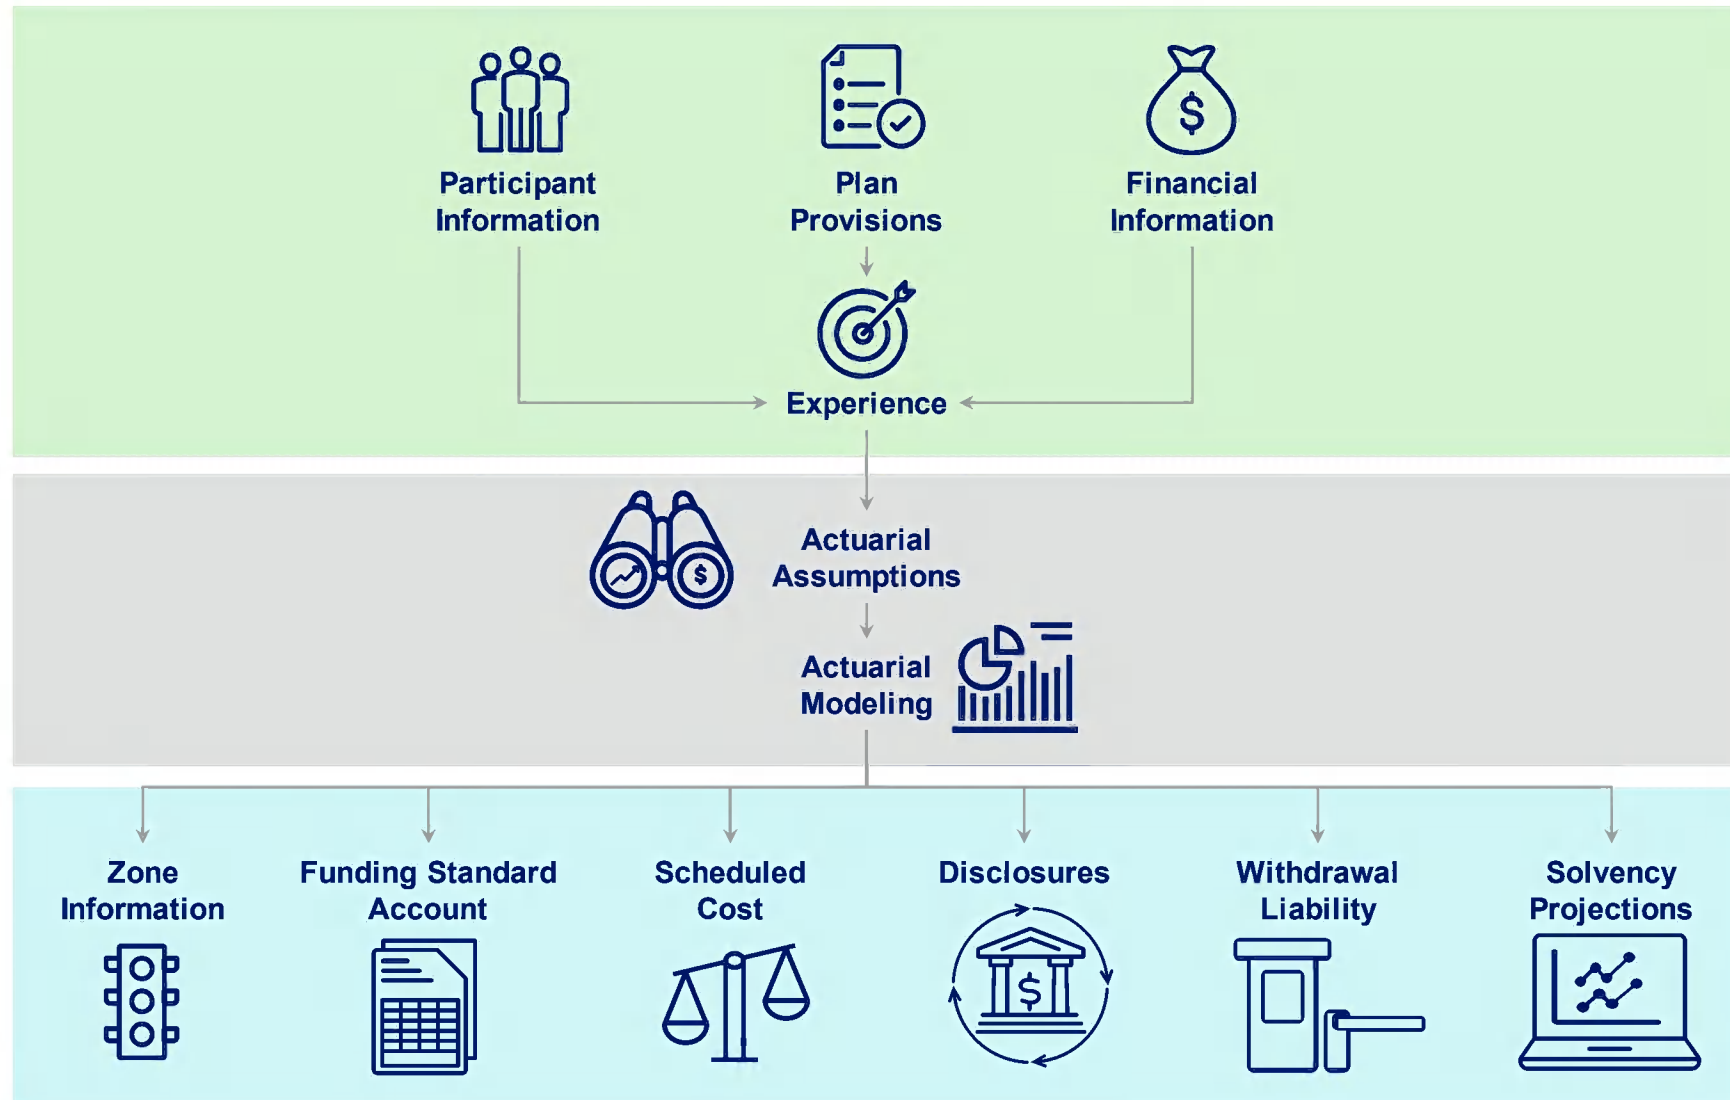 Participant
Information
Plan
Provisions
Financial
Information
$
Experience
Actuarial
Assumptions
$
Actuarial
Modeling
Zone
Information
Funding Standard
Account
Scheduled
Cost
Disclosures
Withdrawal
Liability
Solvency
Projections
$